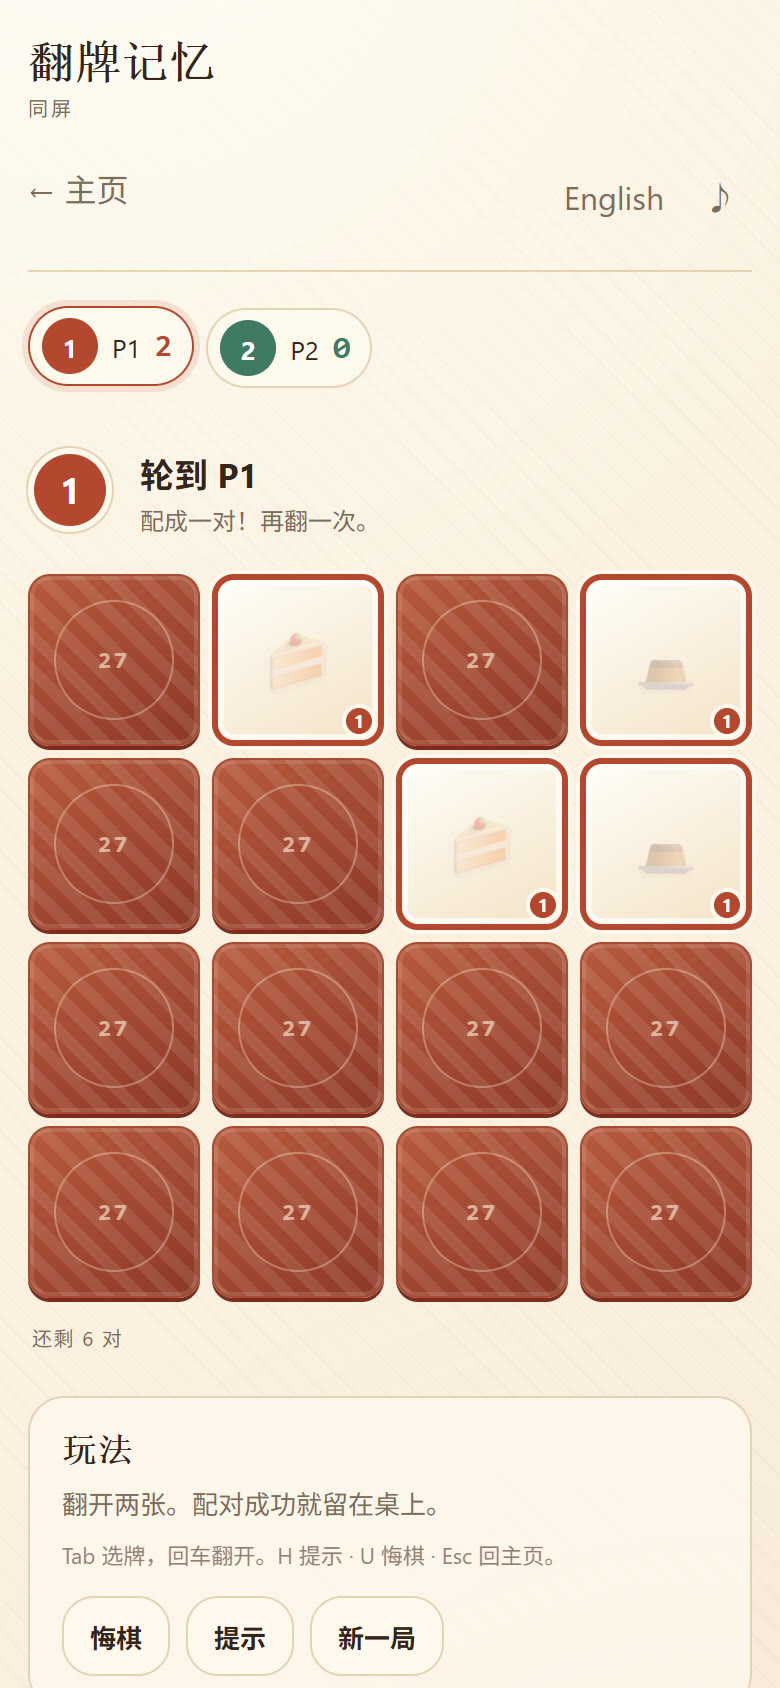 翻牌记忆
同屏
← 主页
English ♪
1 P1 2
2 P2 0
1
轮到 P1
配成一对！再翻一次。
27 1 27 1
27 27 1 1
27 27 27 27
27 27 27 27
还剩 6 对
玩法
翻开两张。配对成功就留在桌上。
Tab 选牌，回车翻开。H 提示 · U 悔棋 · Esc 回主页。
悔棋 提示 新一局